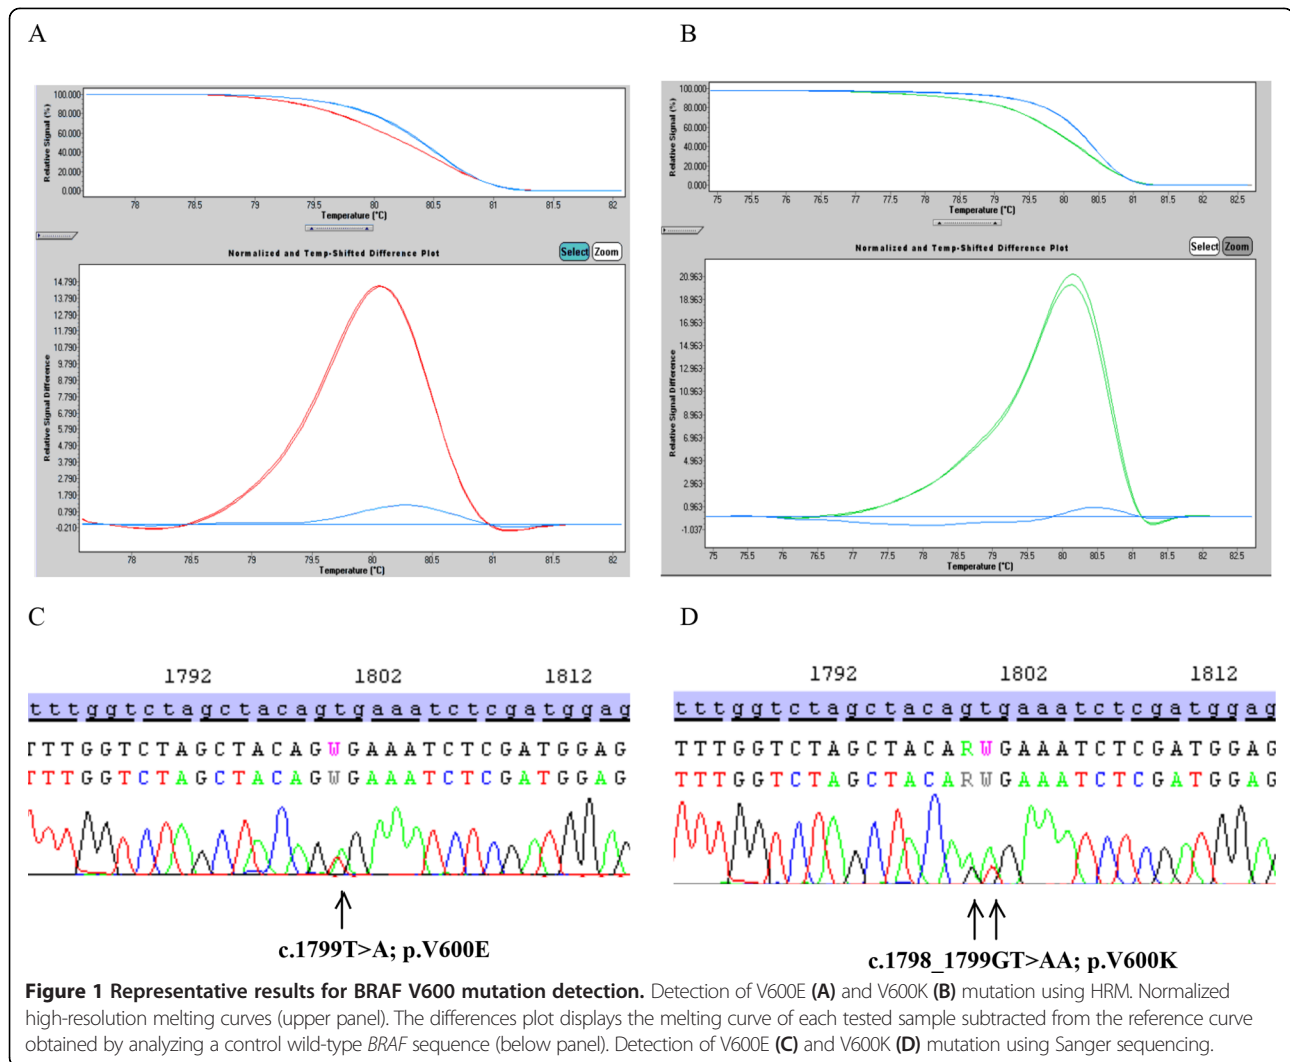 A
B
100.000
80.000
60.000
40.000
20.000
0.000
Relative Signal (%)
78 78.5 79 79.5 80 80.5 81 81.5 82
Temperature (°C)
100.000
80.000
60.000
40.000
20.000
0.000
Relative Signal (%)
75 75.5 76 76.5 77 77.5 78 78.5 79 79.5 80 80.5 81 81.5 82 82.5
Temperature (°C)
Normalized and Temp-Shifted Difference Plot
Select Zoom
14.790
13.790
12.790
11.790
10.790
9.790
8.790
7.790
6.790
5.790
4.790
3.790
2.790
1.790
0.790
-0.210
Relative Signal Difference
78 78.5 79 79.5 80 80.5 81 81.5 82
Temperature (°C)
Normalized and Temp-Shifted Difference Plot
Select Zoom
20.963
18.963
16.963
14.963
12.963
10.963
8.963
6.963
4.963
2.963
0.963
-1.037
Relative Signal Difference
75 75.5 76 76.5 77 77.5 78 78.5 79 79.5 80 80.5 81 81.5 82 82.5
Temperature (°C)
C
1792 1802 1812
tttggtctagctacagtgaaatctcgatggag
TTTGGTCTAGCTACAGWGAAATCTCGATGGAG
TTTGGTCTAGCTACAGWGAAATCTCGATGGAG
c.1799T>A; p.V600E
D
1792 1802 1812
tttggtctagctacagtgaaatctcgatggag
TTTGGTCTAGCTACARWGAAATCTCGATGGAG
TTTGGTCTAGCTACARWGAAATCTCGATGGAG
c.1798_1799GT>AA; p.V600K
Figure 1 Representative results for BRAF V600 mutation detection. Detection of V600E (A) and V600K (B) mutation using HRM. Normalized
high-resolution melting curves (upper panel). The differences plot displays the melting curve of each tested sample subtracted from the reference curve
obtained by analyzing a control wild-type BRAF sequence (below panel). Detection of V600E (C) and V600K (D) mutation using Sanger sequencing.